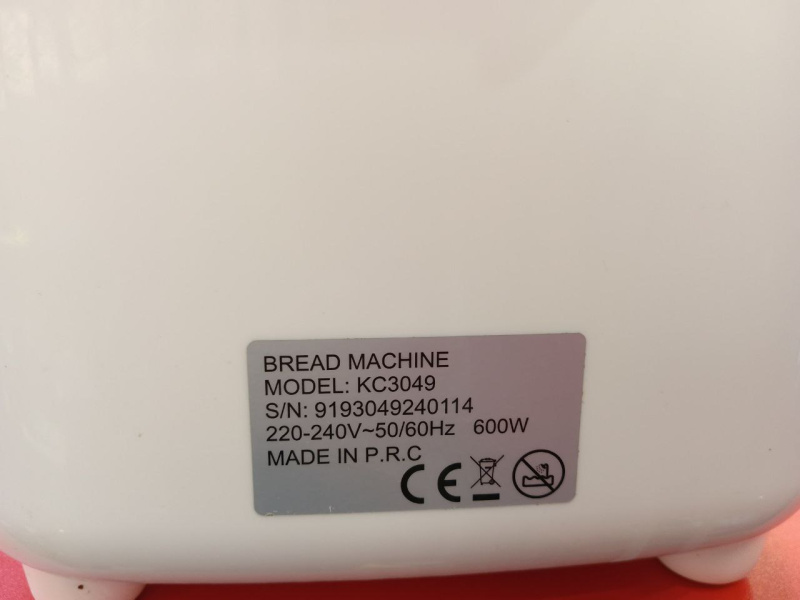 BREAD MACHINE
MODEL: KC3049
S/N: 9193049240114
220-240V~50/60Hz 600W
MADE IN P.R.C
CE